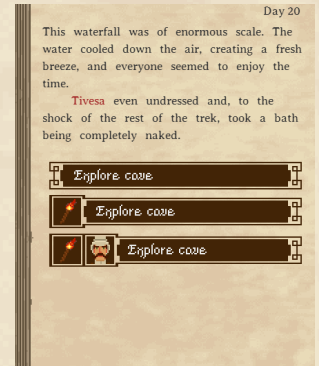 Day 20
This waterfall was of enormous scale. The
water cooled down the air, creating a fresh
breeze, and everyone seemed to enjoy the
time.
Tivesa even undressed and, to the
shock of the rest of the trek, took a bath
being completely naked.
Explore cave
Explore cave
Explore cave